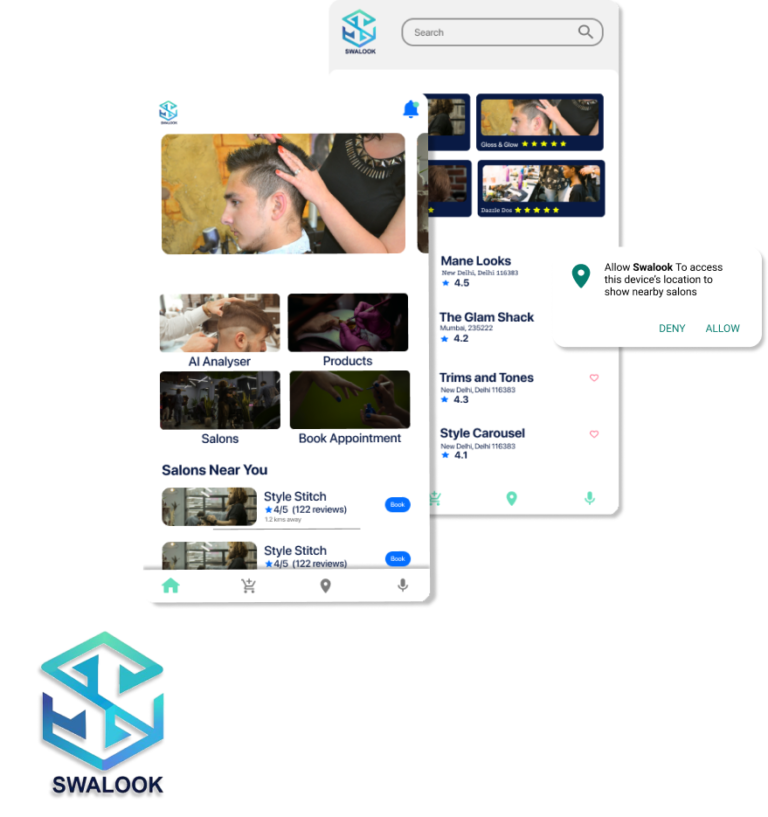 SWALOOK
Search
Gloss & Glow
Dazzle Don
Mane Looks
New Delhi, Delhi 116383
4.5
The Glam Shack
Mumbai, 235222
4.2
Trims and Tones
New Delhi, Delhi 116383
4.3
Style Carousel
New Delhi, Delhi 116383
4.1
Allow Swalook To access
this device's location to
show nearby salons
DENY ALLOW
SWALOOK
AI Analyser Products
Salons Book Appointment
Salons Near You
Style Stitch
4/5 (122 reviews)
1.2 kms away
Book
Style Stitch
4/5 (122 reviews)
Book
SWALOOK